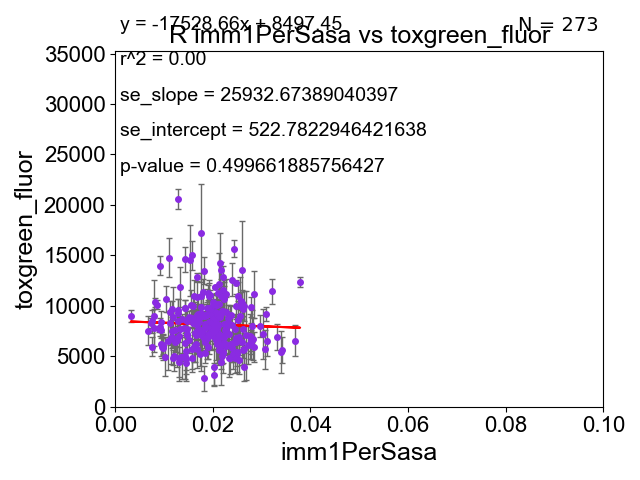 y = -17528.66x + 8497.45
N = 273
R imm1PerSasa vs toxgreen_fluor
r^2 = 0.00
se_slope = 25932.67389040397
se_intercept = 522.7822946421638
p-value = 0.499661885756427
35000
30000
25000
20000
15000
10000
5000
0
toxgreen_fluor
0.00 0.02 0.04 0.06 0.08 0.10
imm1PerSasa